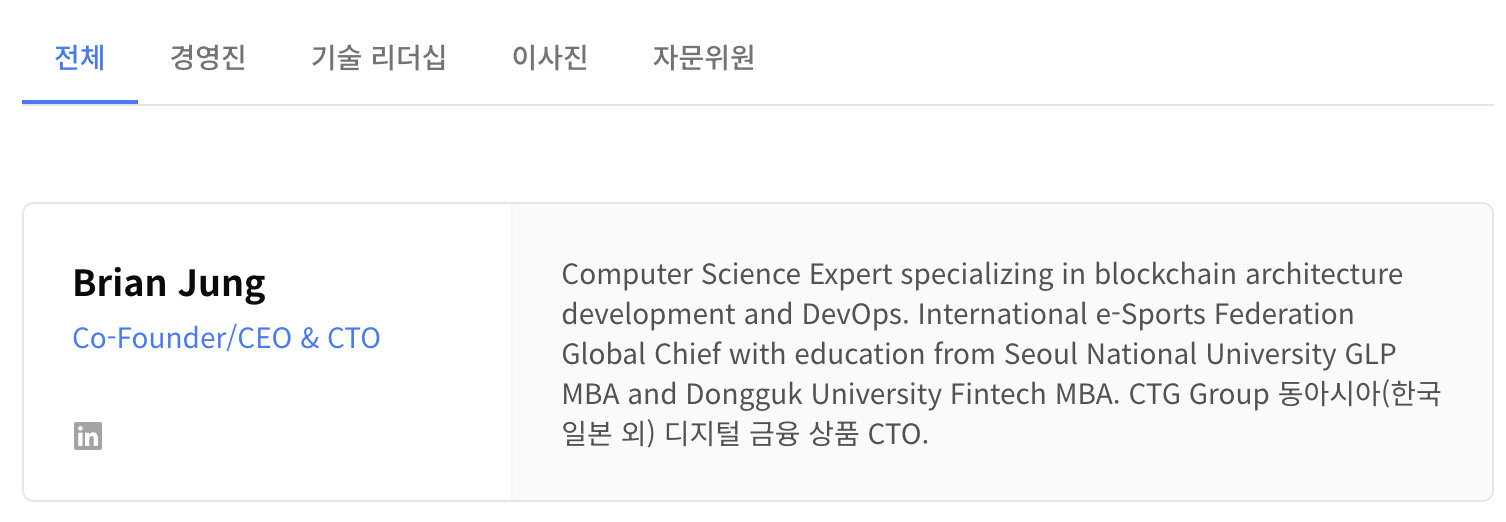 전체 경영진 기술 리더십 이사진 자문위원
Brian Jung
Co-Founder/CEO & CTO
in
Computer Science Expert specializing in blockchain architecture
development and DevOps. International e-Sports Federation
Global Chief with education from Seoul National University GLP
MBA and Dongguk University Fintech MBA. CTG Group 동아시아(한국
일본 외) 디지털 금융 상품 CTO.